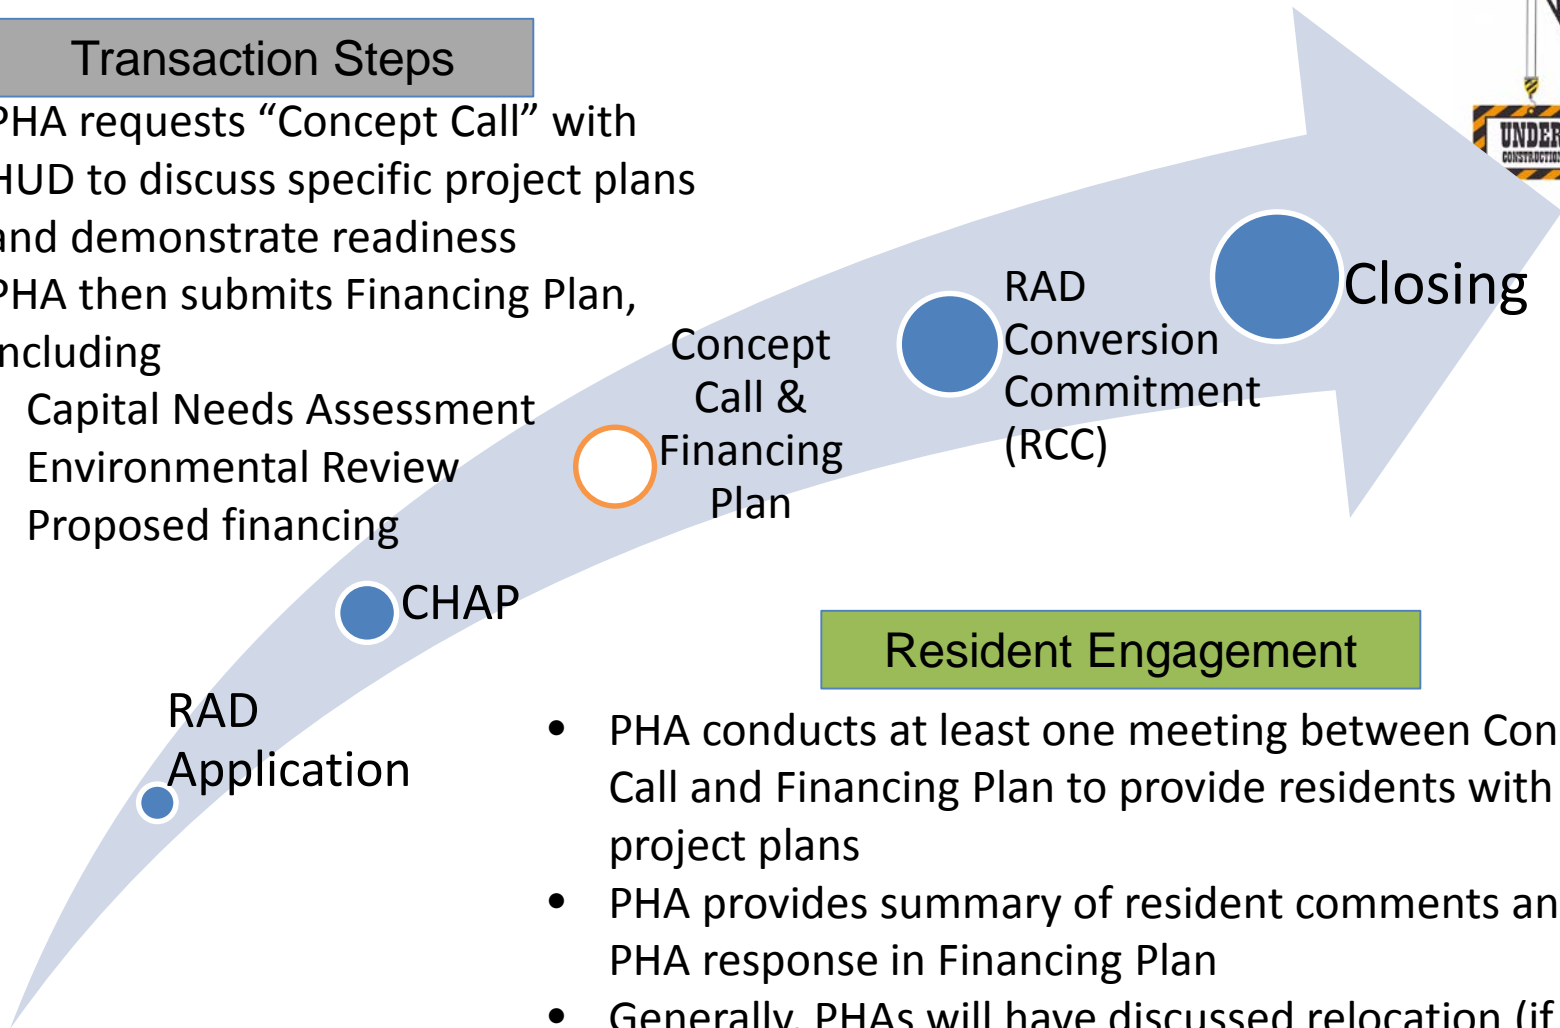 Transaction Steps
PHA requests “Concept Call” with
HUD to discuss specific project plans
and demonstrate readiness
PHA then submits Financing Plan,
including
Capital Needs Assessment
Environmental Review
Proposed financing
UNDER
CONSTRUCTION
Closing
RAD
Conversion
Commitment
(RCC)
Concept
Call &
Financing
Plan
CHAP
RAD
Application
Resident Engagement
• PHA conducts at least one meeting between Con
Call and Financing Plan to provide residents with
project plans
• PHA provides summary of resident comments an
PHA response in Financing Plan
• Generally, PHAs will have discussed relocation (if